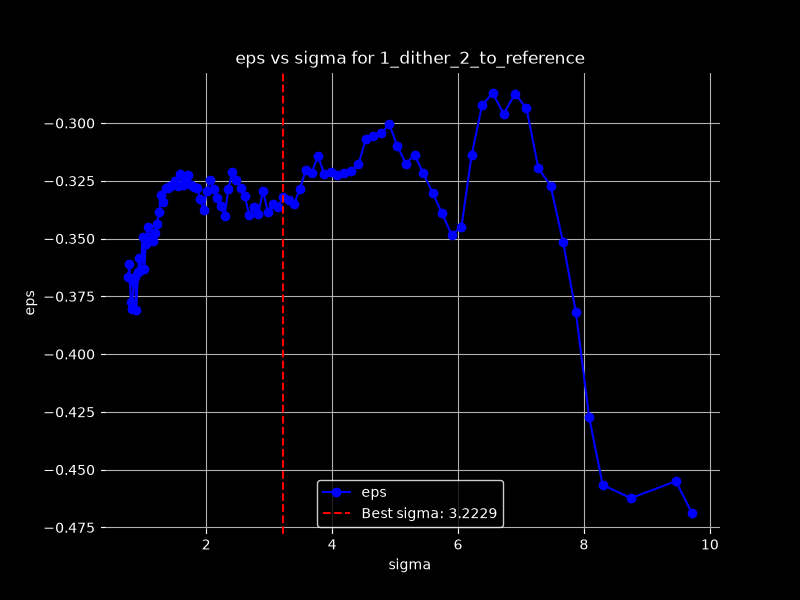 eps vs sigma for 1_dither_2_to_reference
eps
−0.300
−0.325
−0.350
−0.375
−0.400
−0.425
−0.450
−0.475
eps
Best sigma: 3.2229
2 4 6 8 10
sigma